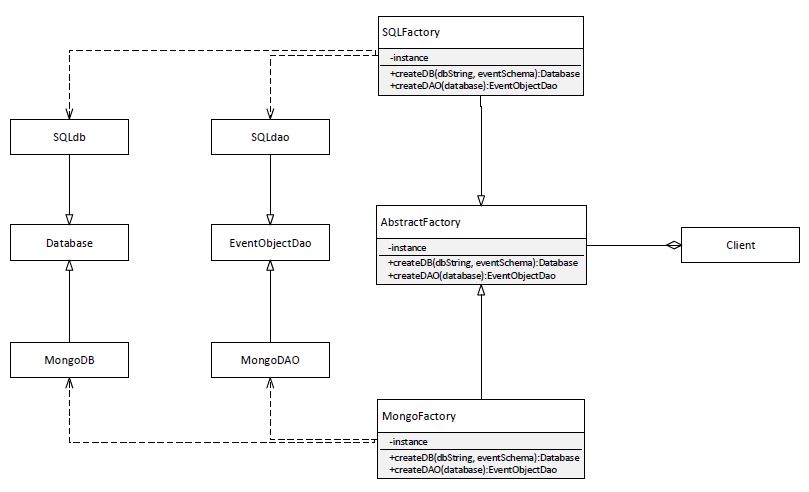 SQLFactory
-instance
+createDB(dbString, eventSchema):Database
+createDAO(database):EventObjectDao
SQLdb
SQLdao
AbstractFactory
-instance
+createDB(dbString, eventSchema):Database
+createDAO(database):EventObjectDao
Database
EventObjectDao
Client
MongoDB
MongoDAO
MongoFactory
-instance
+createDB(dbString, eventSchema):Database
+createDAO(database):EventObjectDao